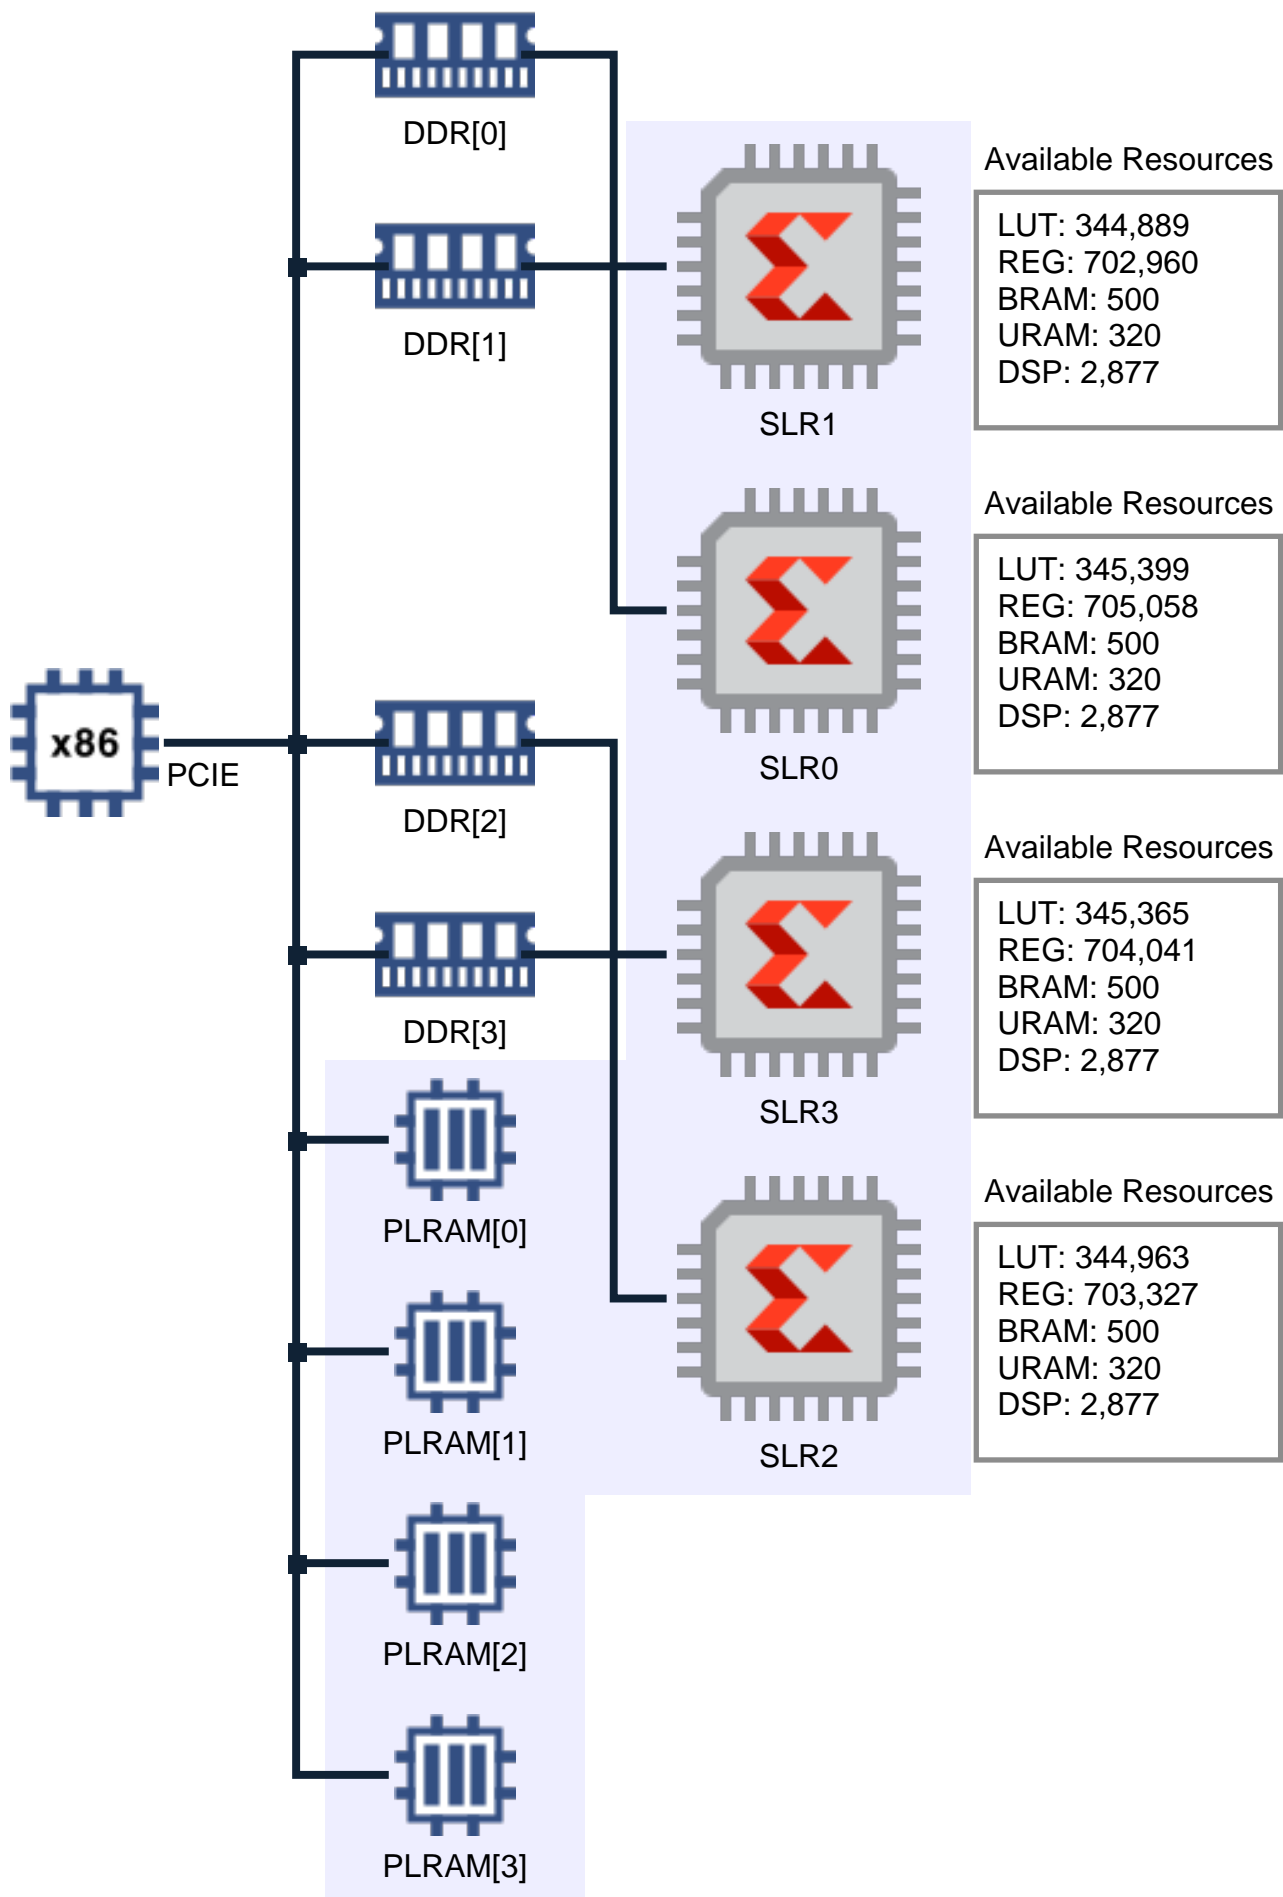 DDR[0]
DDR[1]
x86
PCIE
DDR[2]
DDR[3]
PLRAM[0]
PLRAM[1]
PLRAM[2]
PLRAM[3]
SLR1
Available Resources
LUT: 344,889
REG: 702,960
BRAM: 500
URAM: 320
DSP: 2,877
SLR0
Available Resources
LUT: 345,399
REG: 705,058
BRAM: 500
URAM: 320
DSP: 2,877
SLR3
Available Resources
LUT: 345,365
REG: 704,041
BRAM: 500
URAM: 320
DSP: 2,877
SLR2
Available Resources
LUT: 344,963
REG: 703,327
BRAM: 500
URAM: 320
DSP: 2,877